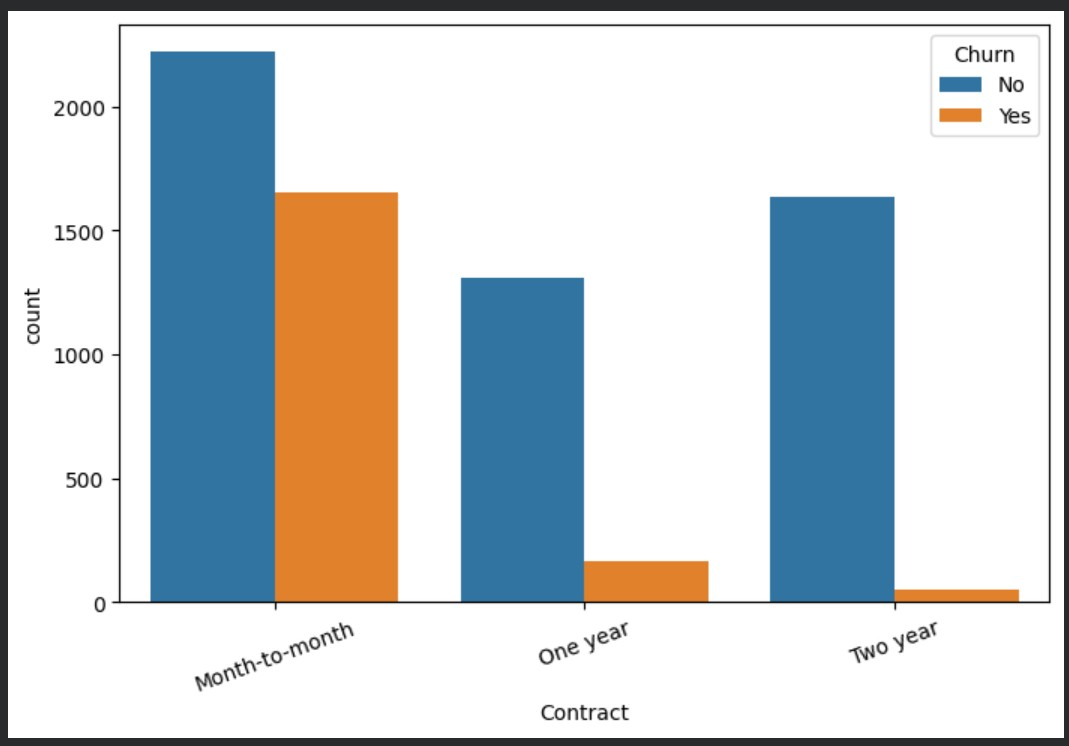 Churn
No
Yes
2000
1500
1000
500
0
count
Month-to-month
One year
Two year
Contract